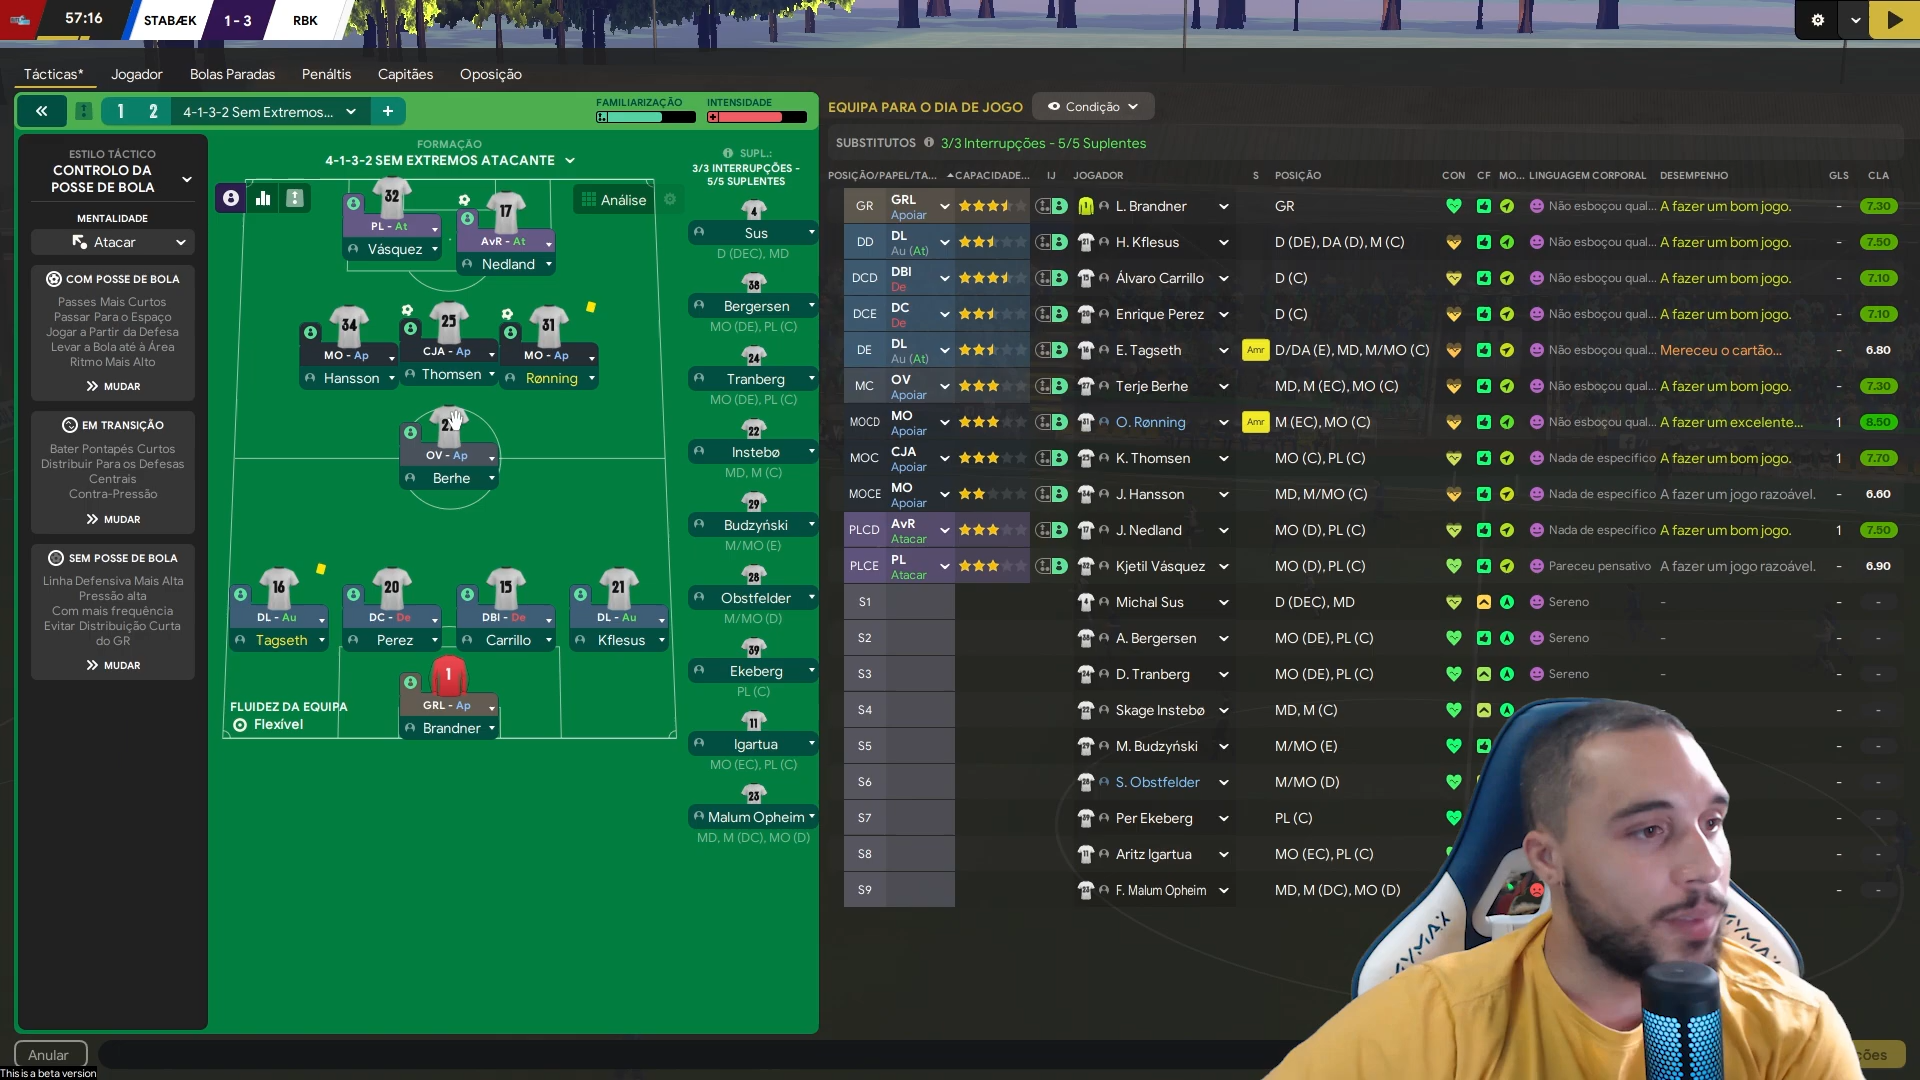 57:16 STABÆK 1 - 3 RBK
Tácticas* Jogador Bolas Paradas Penáltis Capitães Oposição
1 2 4-1-3-2 Sem Extremos... +
FAMILIARIZAÇÃO INTENSIDADE
ESTILO TÁCTICO
CONTROLO DA
POSSE DE BOLA
MENTALIDADE
Atacar
COM POSSE DE BOLA
Passes Mais Curtos
Passar Para o Espaço
Jogar a Partir da Defesa
Levar a Bola até à Área
Ritmo Mais Alto
MUDAR
EM TRANSIÇÃO
Bater Pontapés Curtos
Distribuir Para os Defesas
Centrais
Contra-Pressão
MUDAR
SEM POSSE DE BOLA
Linha Defensiva Mais Alta
Pressão alta
Com mais frequência
Evitar Distribuição Curta
do GR
MUDAR
FORMAÇÃO
4-1-3-2 SEM EXTREMOS ATACANTE
Análise
32
PL - At
Vásquez
17
AvR - At
Nedland
34
MO - Ap
Hansson
25
CJA - Ap
Thomsen
31
MO - Ap
Rønning
OV - Ap
Berhe
16
DL - Au
Tagseth
20
DC - De
Perez
15
DBI - De
Carrillo
21
DL - Au
Kflesus
1
GRL - Ap
Brandner
FLUIDEZ DA EQUIPA
Flexível
SUPL.:
3/3 INTERRUPÇÕES -
5/5 SUPLENTES
4
Sus
D (DEC), MD
38
Bergersen
MO (DE), PL (C)
24
Tranberg
MO (DE), PL (C)
22
Instebø
MD, M (C)
29
Budzyński
M/MO (E)
28
Obstfelder
M/MO (D)
39
Ekeberg
PL (C)
11
Igartua
MO (EC), PL (C)
23
Malum Opheim
MD, M (DC), MO (D)
EQUIPA PARA O DIA DE JOGO Condição
SUBSTITUTOS 3/3 Interrupções - 5/5 Suplentes
POSIÇÃO/PAPEL/TA... CAPACIDADE... IJ JOGADOR S POSIÇÃO CON CF MO... LINGUAGEM CORPORAL DESEMPENHO GLS CLA
GR GRL Apoiar L. Brandner GR Não esboçou qual... A fazer um bom jogo. - 7.30
DD DL Au (At) H. Kflesus D (DE), DA (D), M (C) Não esboçou qual... A fazer um bom jogo. - 7.50
DCD DBI De Álvaro Carrillo D (C) Não esboçou qual... A fazer um bom jogo. - 7.10
DCE DC De Enrique Perez D (C) Não esboçou qual... A fazer um bom jogo. - 7.10
DE DL Au (At) E. Tagseth Amr D/DA (E), MD, M/MO (C) Não esboçou qual... Mereceu o cartão... - 6.80
MC OV Apoiar Terje Berhe MD, M (EC), MO (C) Não esboçou qual... A fazer um bom jogo. - 7.30
MOCD MO Apoiar O. Rønning Amr M (EC), MO (C) Não esboçou qual... A fazer um excelente... 1 8.50
MOC CJA Apoiar K. Thomsen MO (C), PL (C) Nada de específico A fazer um bom jogo. 1 7.70
MOCE MO Apoiar J. Hansson MD, M/MO (C) Nada de específico A fazer um jogo razoável. - 6.60
PLCD AvR Atacar J. Nedland MO (D), PL (C) Nada de específico A fazer um bom jogo. 1 7.50
PLCE PL Atacar Kjetil Vásquez MO (D), PL (C) Pareceu pensativo A fazer um jogo razoável. - 6.90
S1 Michal Sus D (DEC), MD Sereno - - -
S2 A. Bergersen MO (DE), PL (C) Sereno - - -
S3 D. Tranberg MO (DE), PL (C) Sereno - - -
S4 Skage Instebø MD, M (C) - - -
S5 M. Budzyński M/MO (E) - -
S6 S. Obstfelder M/MO (D) - -
S7 Per Ekeberg PL (C) - -
S8 Aritz Igartua MO (EC), PL (C) - -
S9 F. Malum Opheim MD, M (DC), MO (D) - -
Anular
This is a beta version